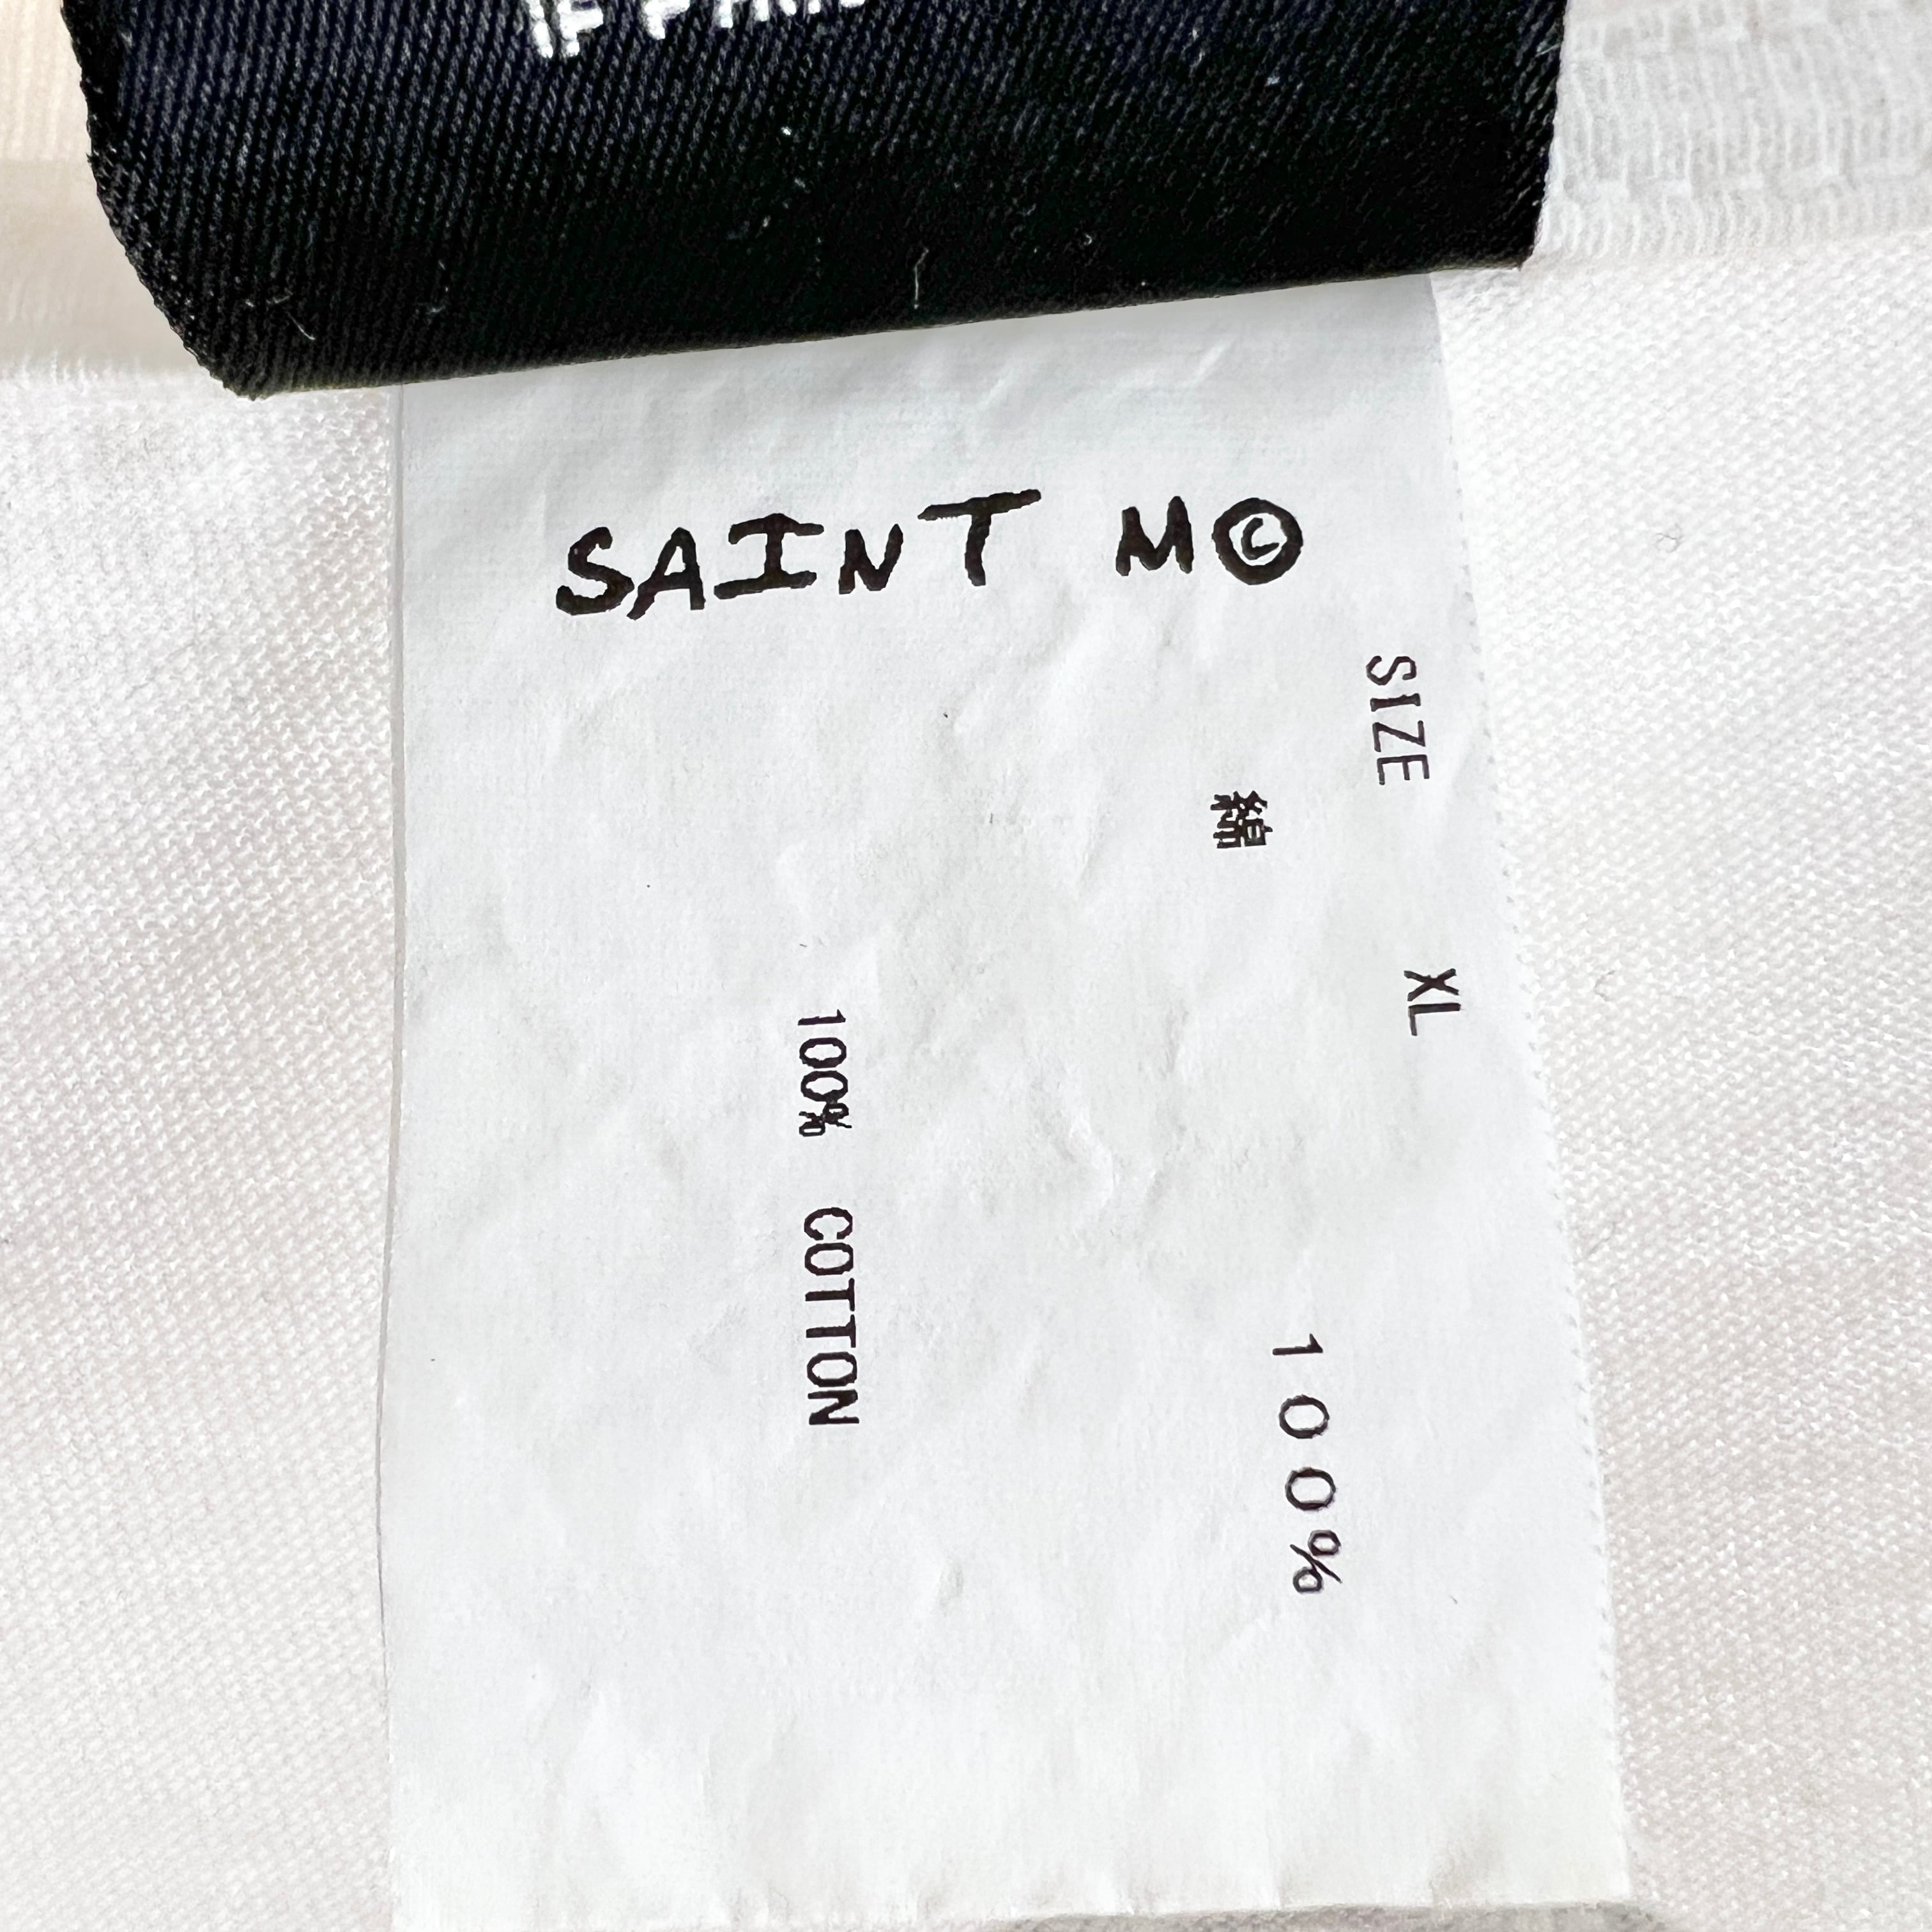 SAINT M©
SIZE XL
綿 100%
100% COTTON